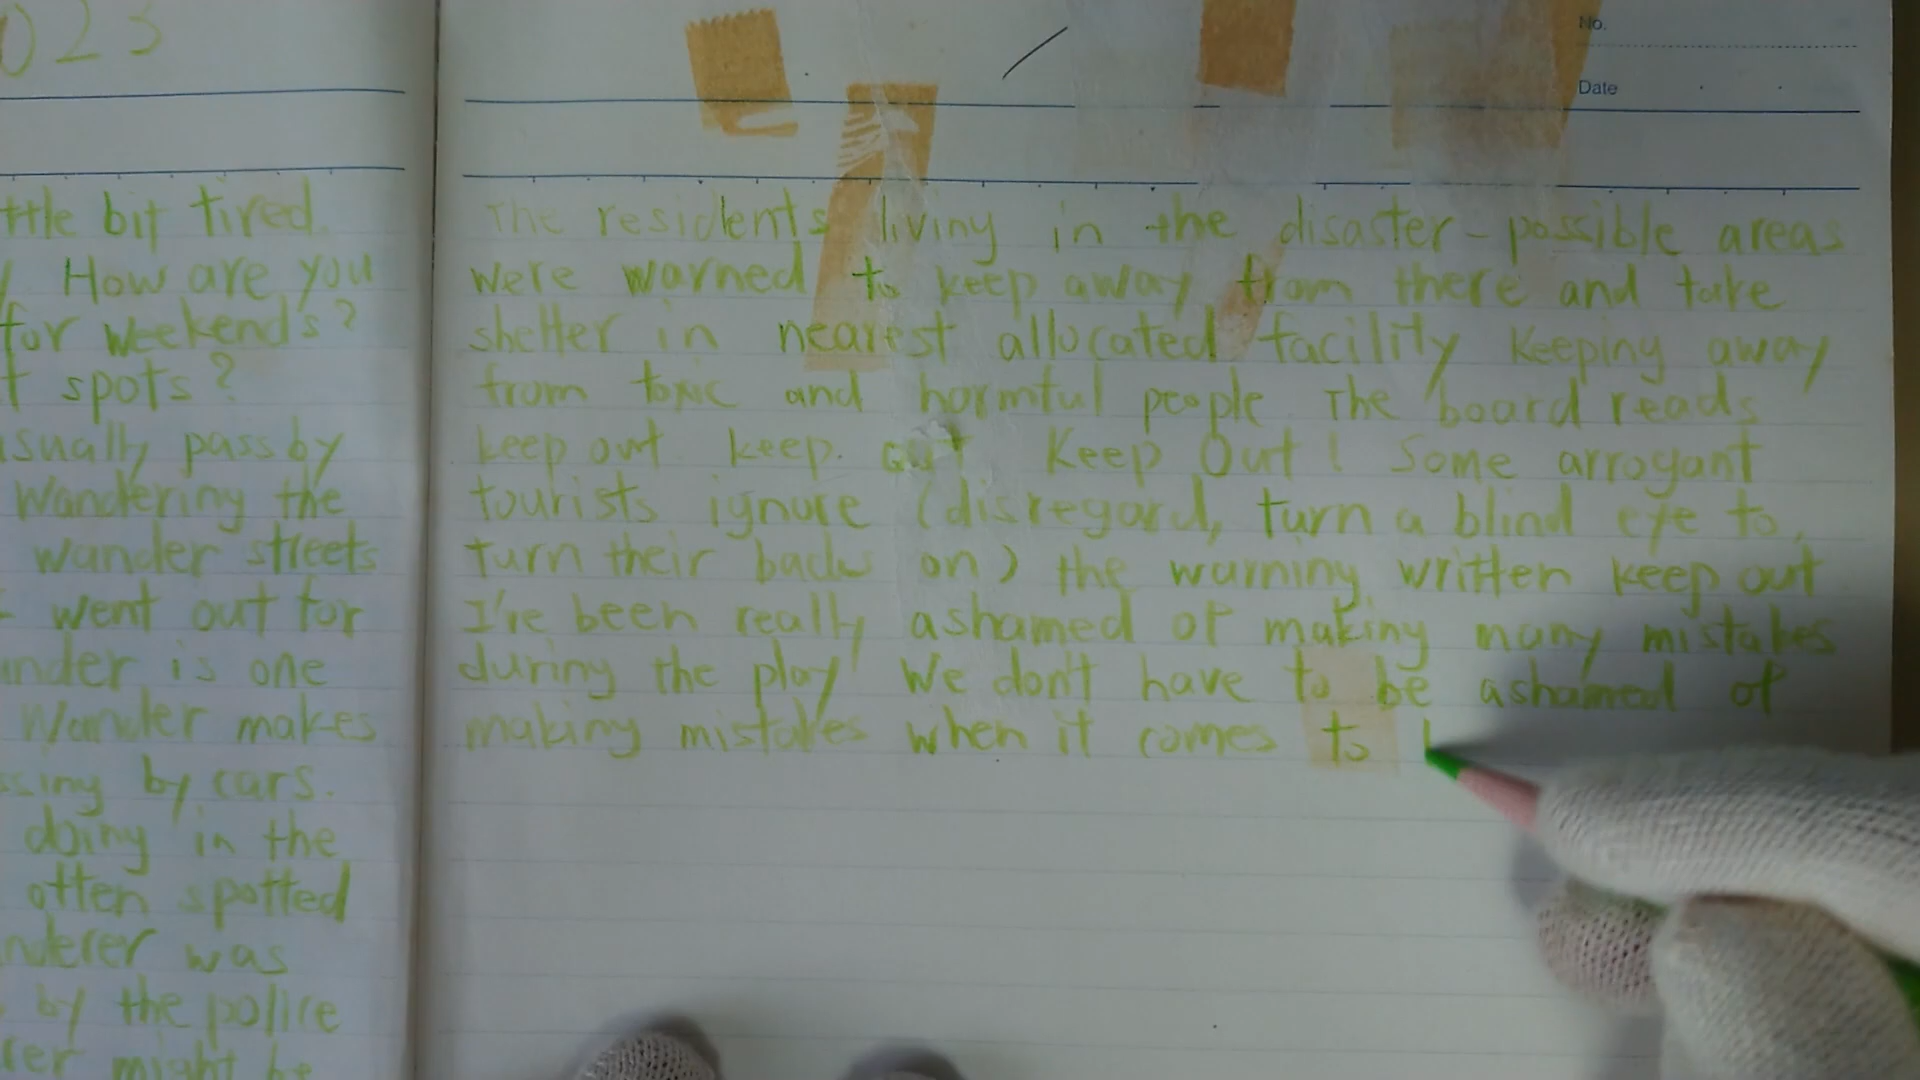 023
ttle bit tired.
How are you
for weekends?
t spots?
usually pass by
Wandering the
wander streets
went out for
under is one
Wander makes
ssing by cars.
doing in the
often spotted
nderer was
by the police
rer might be
No.
Date
The residents living in the disaster-possible areas
were warned to keep away from there and take
shelter in nearest allocated facility Keeping away
from toxic and harmful people. The board reads
keep out keep. out Keep Out! Some arrogant
tourists ignore (disregard, turn a blind eye to,
turn their backs on) the warning written keep out
I've been really ashamed of making many mistakes
during the play. We don't have to be ashamed of
making mistakes when it comes to